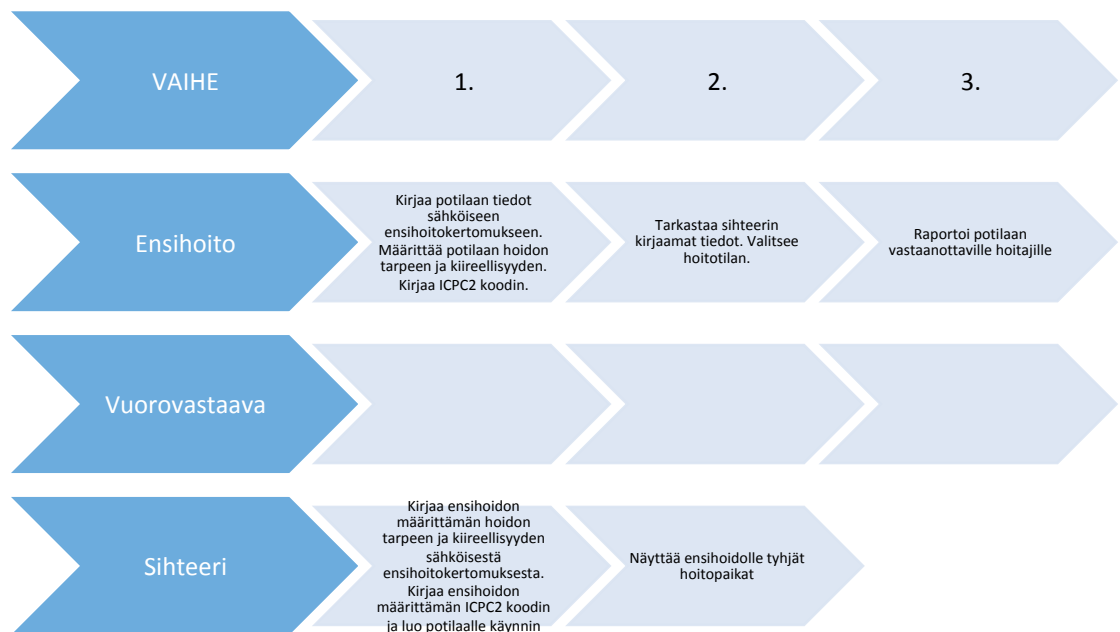 VAIHE
1.
2.
3.
Ensihoito
Kirjaa potilaan tiedot
sähköiseen
ensihoitokertomukseen.
Määrittää potilaan hoidon
tarpeen ja kiireellisyyden.
Kirjaa ICPC2 koodin.
Tarkastaa sihteerin
kirjaamat tiedot. Valitsee
hoitotilan.
Raportoi potilaan
vastaanottaville hoitajille
Vuorovastaava
Sihteeri
Kirjaa ensihoidon
määrittämän hoidon
tarpeen ja kiireellisyyden
sähköisestä
ensihoitokertomuksesta.
Kirjaa ensihoidon
määrittämän ICPC2 koodin
ja luo potilaalle käynnin
Näyttää ensihoidolle tyhjät
hoitopaikat